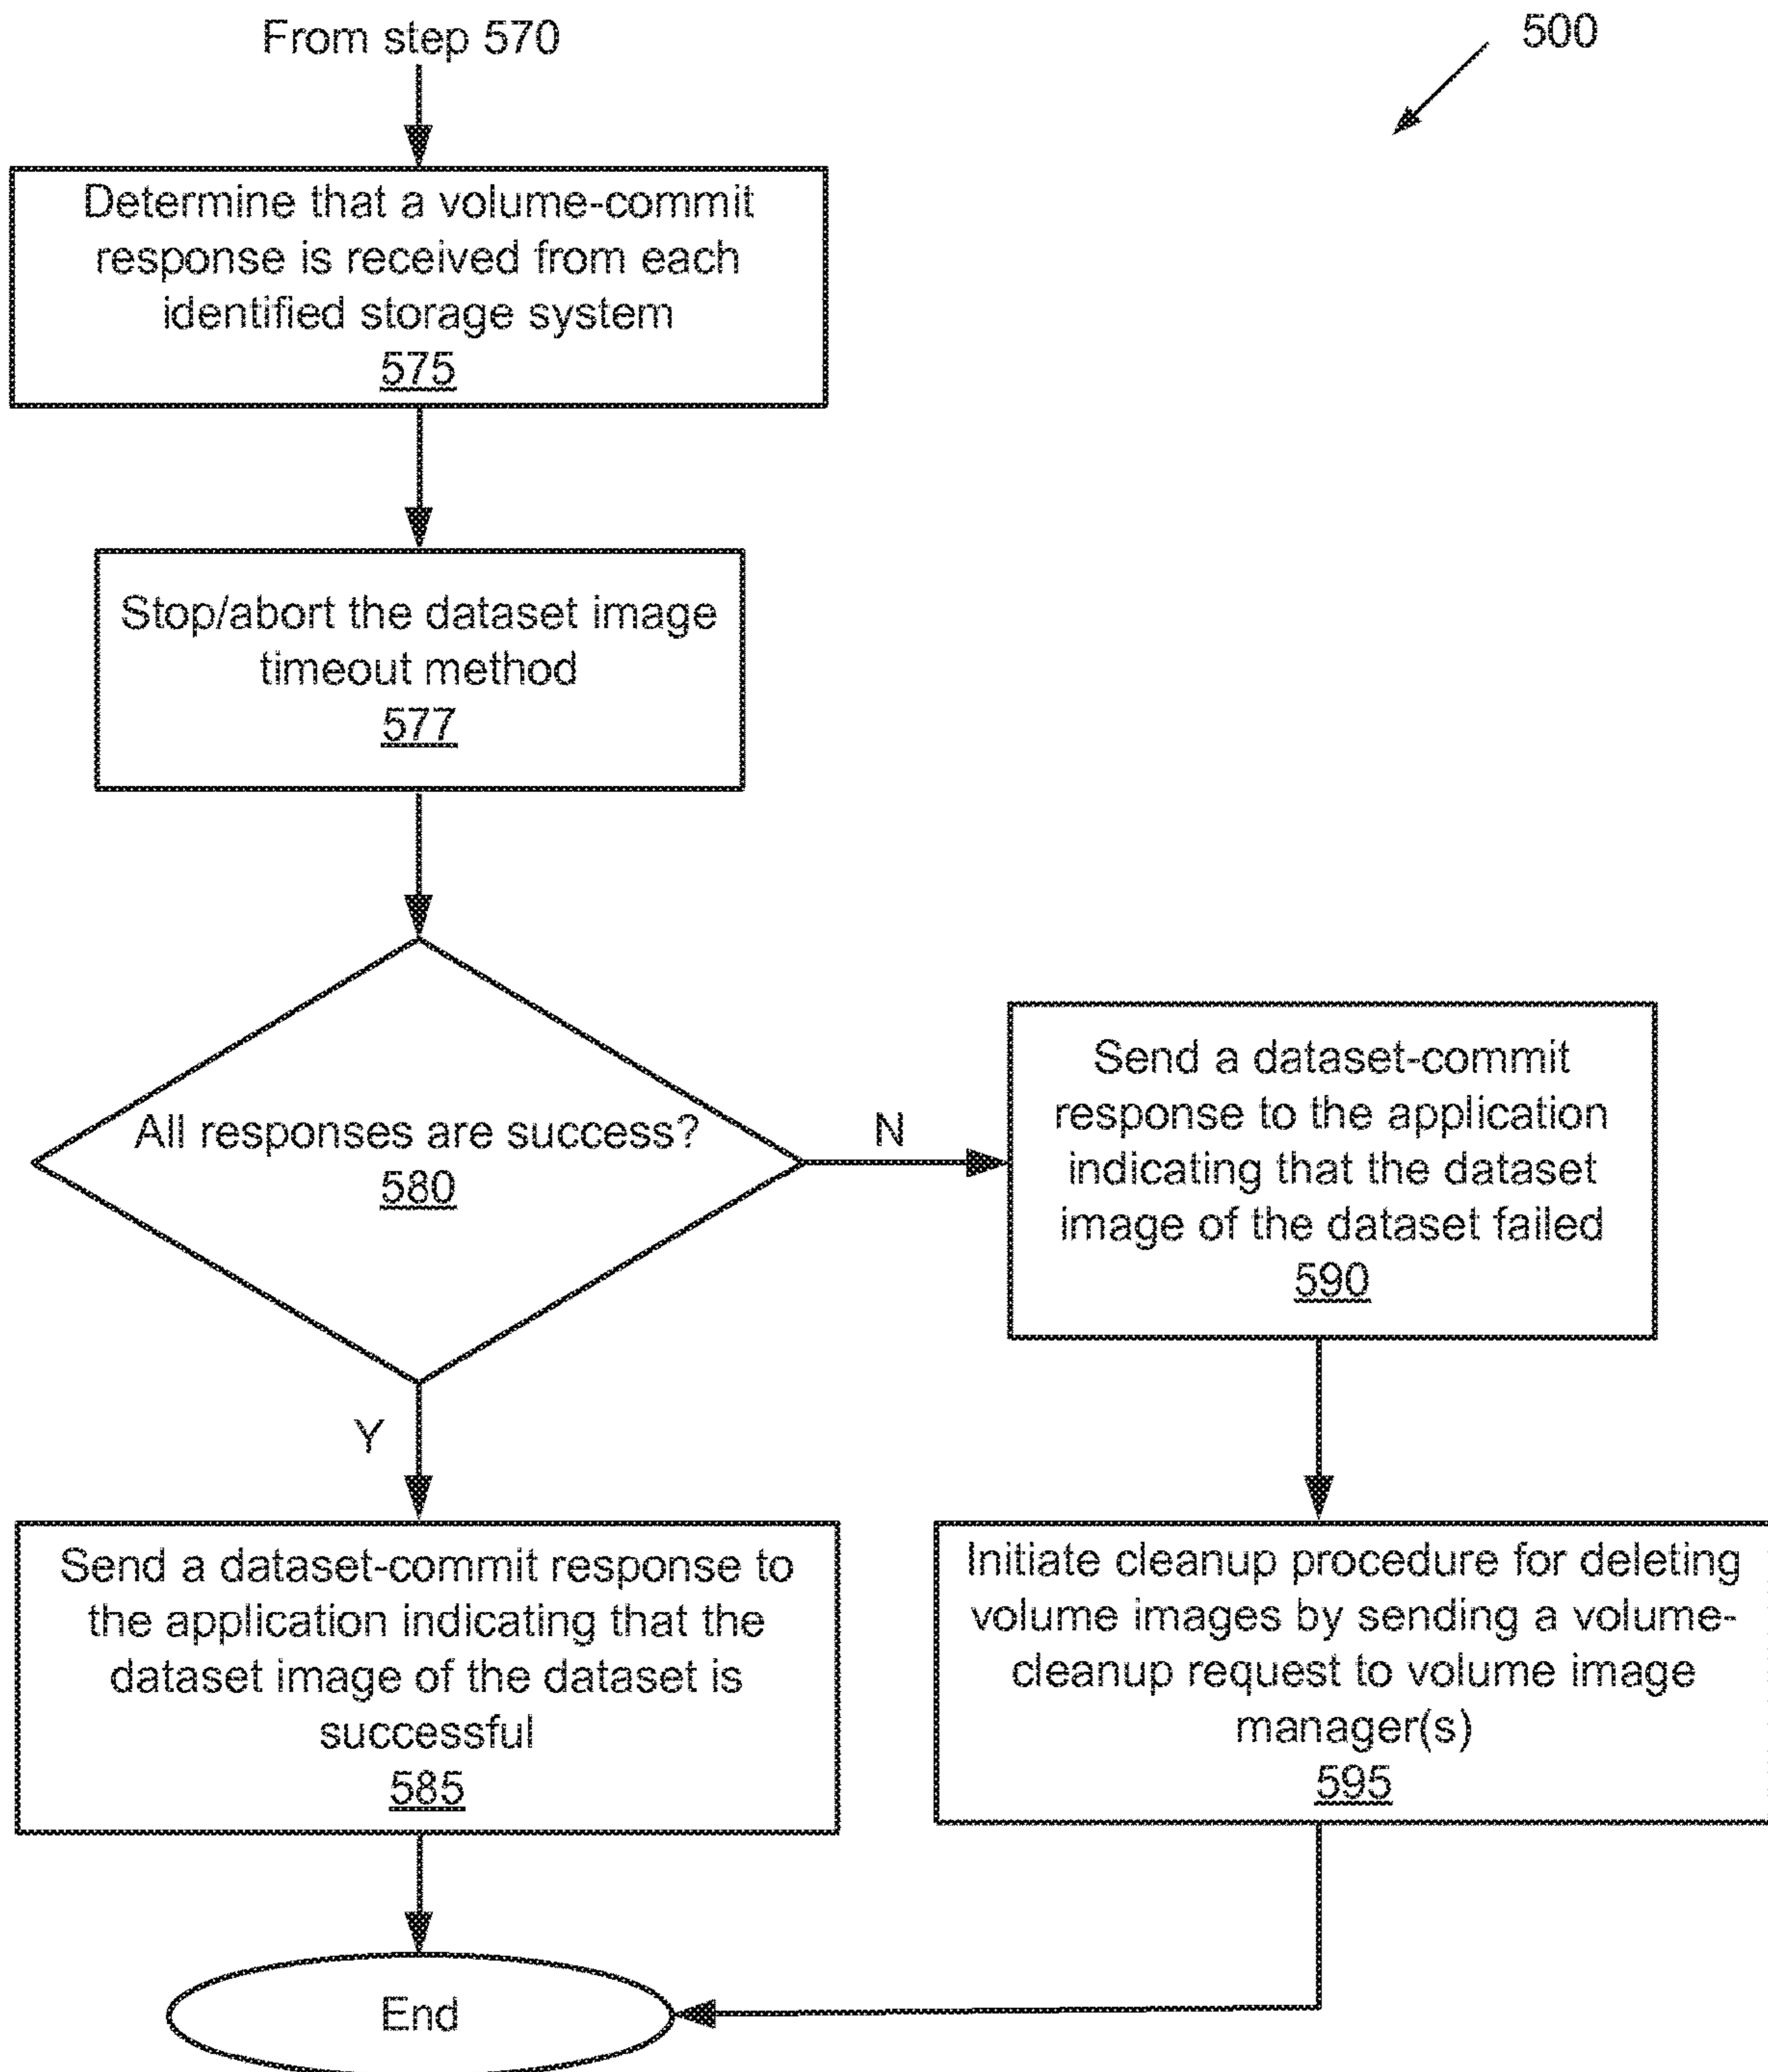 From step 570
500
Determine that a volume-commit
response is received from each
identified storage system
575
Stop/abort the dataset image
timeout method
577
All responses are success?
580
N
Send a dataset-commit
response to the application
indicating that the dataset
image of the dataset failed
590
Y
Send a dataset-commit response to
the application indicating that the
dataset image of the dataset is
successful
585
Initiate cleanup procedure for deleting
volume images by sending a volume-
cleanup request to volume image
manager(s)
595
End